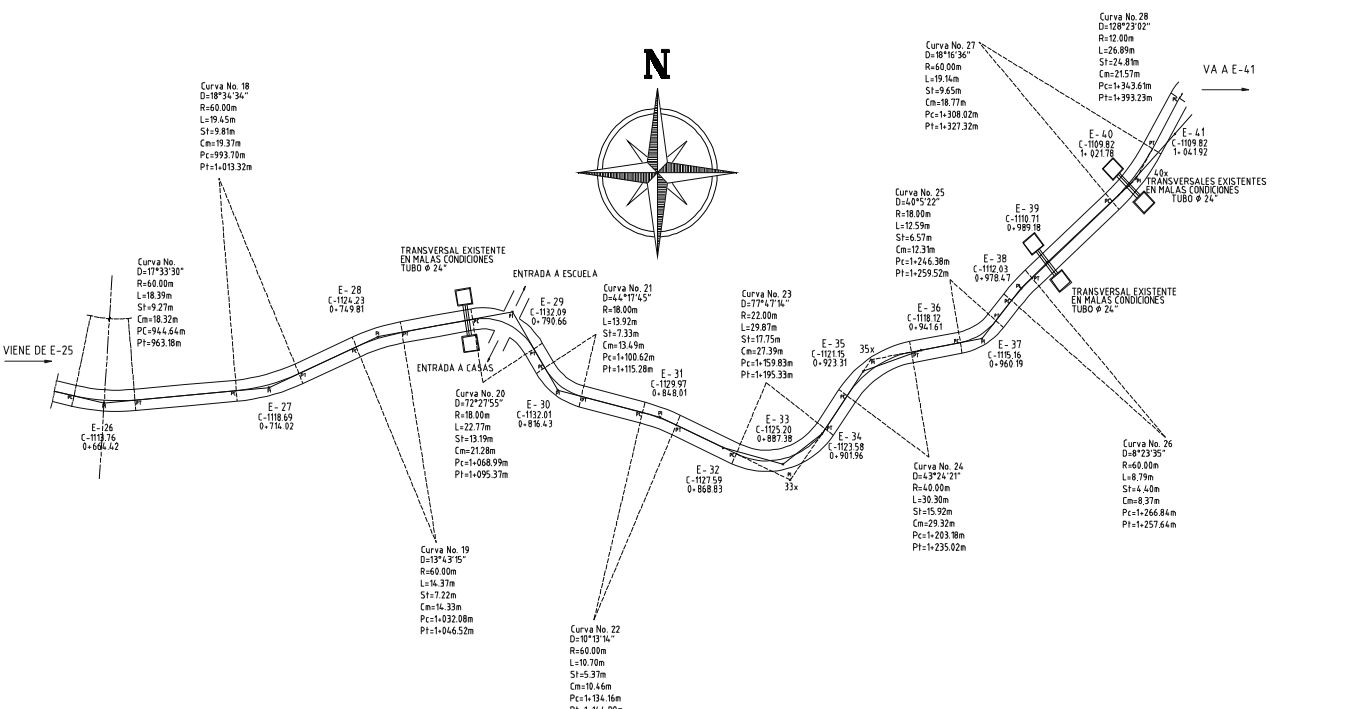 N
Curva No. 28
D=128°23'02"
R=12.00m
L=26.89m
St=24.81m
Cm=21.57m
Pc=1+343.61m
Pt=1+393.23m
Curva No. 27
D=18°16'36"
R=60.00m
L=19.14m
St=9.65m
Cm=18.77m
Pc=1+308.02m
Pt=1+327.32m
VA A E-41
Curva No. 18
D=18°34'34"
R=60.00m
L=19.45m
St=9.81m
Cm=19.37m
Pc=993.70m
Pt=1+013.32m
E-40
C-1109.82
1+021.78
E-41
C-1109.82
1+041.92
40x
TRANSVERSALES EXISTENTES
EN MALAS CONDICIONES
TUBO Ø 24"
Curva No. 25
D=40°5'22"
R=18.00m
L=12.59m
St=6.57m
Cm=12.31m
Pc=1+246.38m
Pt=1+259.52m
E-39
C-1110.71
0+989.18
E-38
C-1112.03
0+978.47
TRANSVERSAL EXISTENTE
EN MALAS CONDICIONES
TUBO Ø 24"
Curva No.
D=17°33'30"
R=60.00m
L=18.39m
St=9.27m
Cm=18.32m
PC=944.64m
Pt=963.18m
TRANSVERSAL EXISTENTE
EN MALAS CONDICIONES
TUBO Ø 24"
ENTRADA A ESCUELA
E-28
C-1124.23
0+749.81
E-29
C-1132.09
0+790.66
Curva No. 21
D=44°17'45"
R=18.00m
L=13.92m
St=7.33m
Cm=13.49m
Pc=1+100.62m
Pt=1+115.28m
Curva No. 23
D=77°47'14"
R=22.00m
L=29.87m
St=17.75m
Cm=27.39m
Pc=1+159.83m
Pt=1+195.33m
E-36
C-1118.12
0+941.61
E-35
C-1121.15
0+923.31
35x
E-37
C-1115.16
0+960.19
VIENE DE E-25
ENTRADA A CASAS
E-31
C-1129.97
0+848.01
E-27
C-1118.69
0+714.02
E-26
C-1113.76
0+664.42
Curva No. 20
D=72°27'55"
R=18.00m
L=22.77m
St=13.19m
Cm=21.28m
Pc=1+068.99m
Pt=1+095.37m
E-30
C-1132.01
0+816.43
E-33
C-1125.20
0+887.38
E-34
C-1123.58
0+901.96
E-32
C-1127.59
0+868.83
33x
Curva No. 24
D=43°24'21"
R=40.00m
L=30.30m
St=15.92m
Cm=29.32m
Pc=1+203.18m
Pt=1+235.02m
Curva No. 26
D=8°23'35"
R=60.00m
L=8.79m
St=4.40m
Cm=8.37m
Pc=1+266.84m
Pt=1+257.64m
Curva No. 19
D=13°43'15"
R=60.00m
L=14.37m
St=7.22m
Cm=14.33m
Pc=1+032.08m
Pt=1+046.52m
Curva No. 22
D=10°13'14"
R=60.00m
L=10.70m
St=5.37m
Cm=10.46m
Pc=1+134.16m